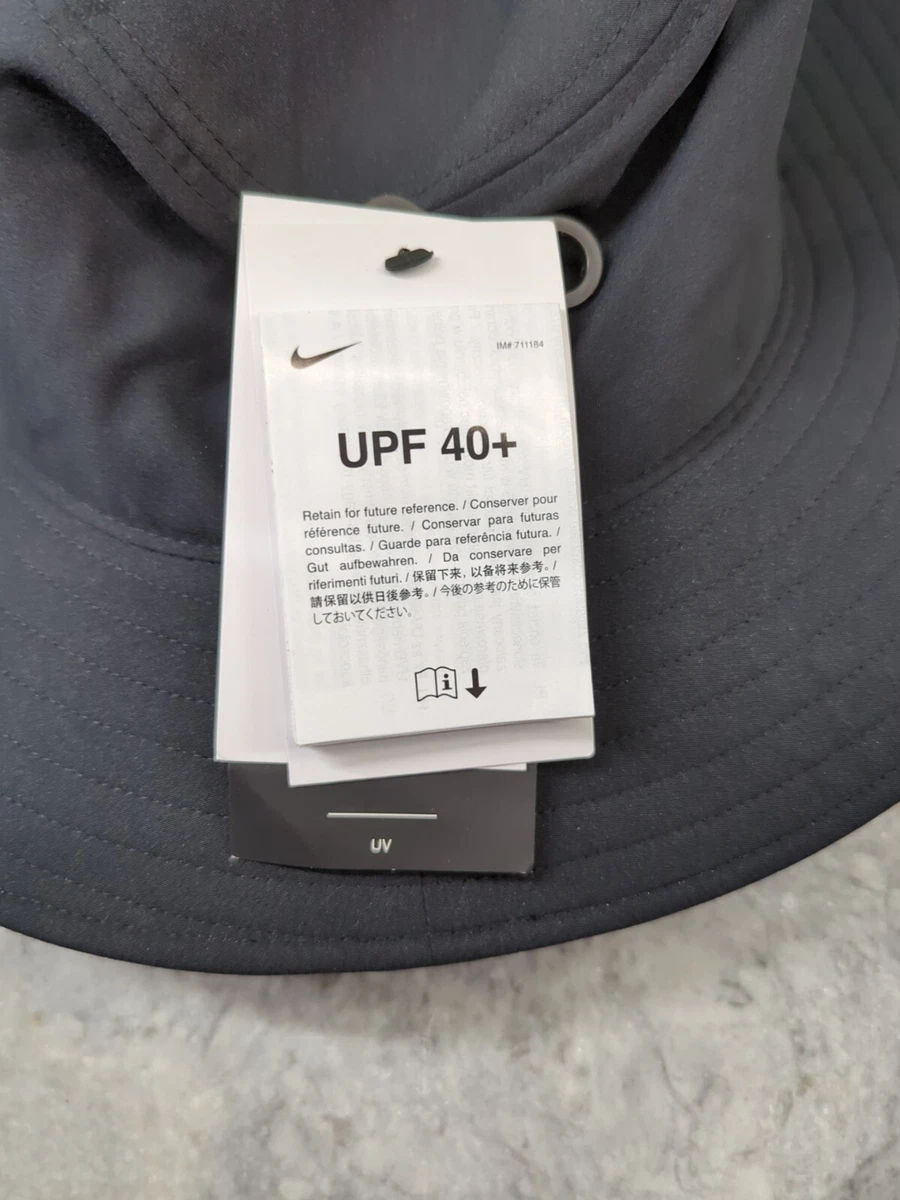 IM# 711184
UPF 40+
Retain for future reference. / Conserver pour
référence future. / Conservar para futuras
consultas. / Guarde para referência futura. /
Gut aufbewahren. / Da conservare per
riferimenti futuri. / 保留下来，以备将来参考。/
請保留以供日後參考。/ 今後の参考のために保管
しておいてください。
i
UV